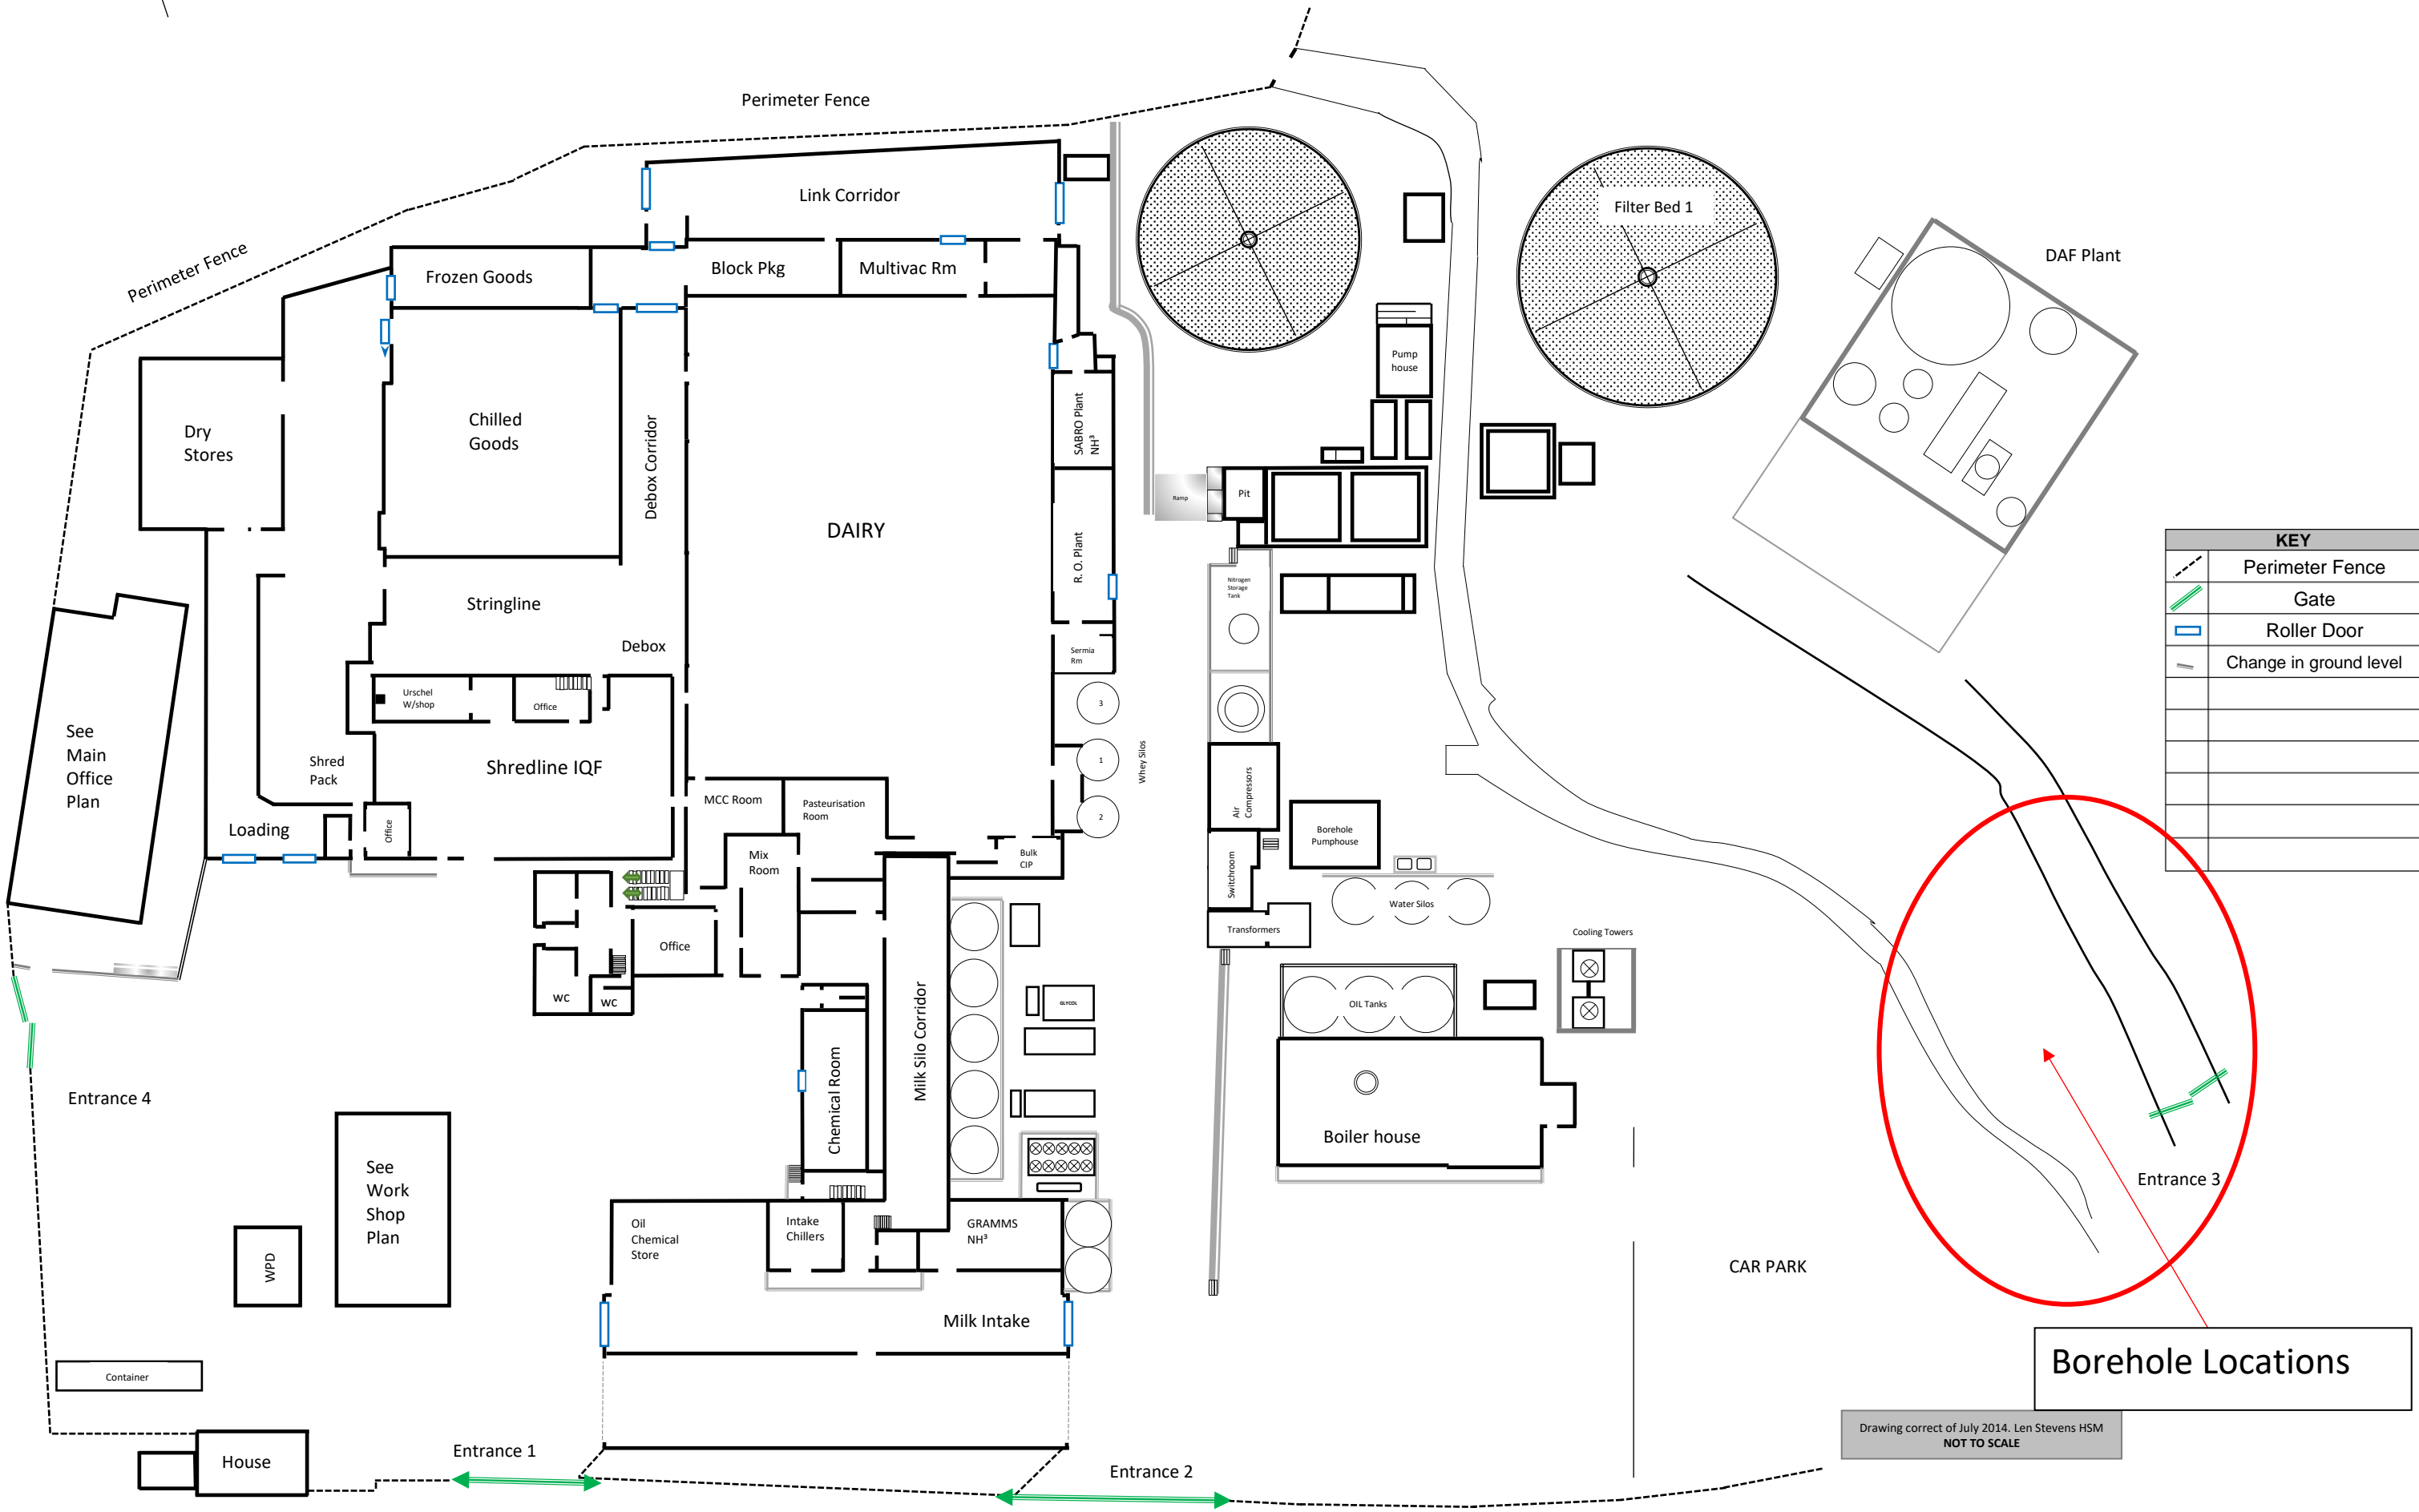 Perimeter Fence
Link Corridor
Filter Bed 1
DAF Plant
Perimeter Fence
Frozen Goods
Block Pkg
Multivac Rm
Pump
house
Dry
Stores
Chilled
Goods
Debox Corridor
DAIRY
SABRO Plant
NH³
R. O. Plant
Ramp
Pit
KEY
Perimeter Fence
Gate
Roller Door
Change in ground level
Nitrogen
Storage
Tank
Stringline
Debox
Sermia
Rm
Urschel
W/shop
Office
3
1
2
Whey Silos
See
Main
Office
Plan
Shred
Pack
Shredline IQF
MCC Room
Pasteurisation
Room
Air
Compressors
Loading
Office
Mix
Room
Bulk
CIP
Borehole
Pumphouse
Switchroom
Water Silos
Transformers
Cooling Towers
Office
WC
WC
Milk Silo Corridor
GLYCOL
OIL Tanks
Chemical Room
Entrance 4
Boiler house
See
Work
Shop
Plan
Entrance 3
WPD
Oil
Chemical
Store
Intake
Chillers
GRAMMS
NH³
CAR PARK
Milk Intake
Borehole Locations
Container
Drawing correct of July 2014. Len Stevens HSM
NOT TO SCALE
House
Entrance 1
Entrance 2